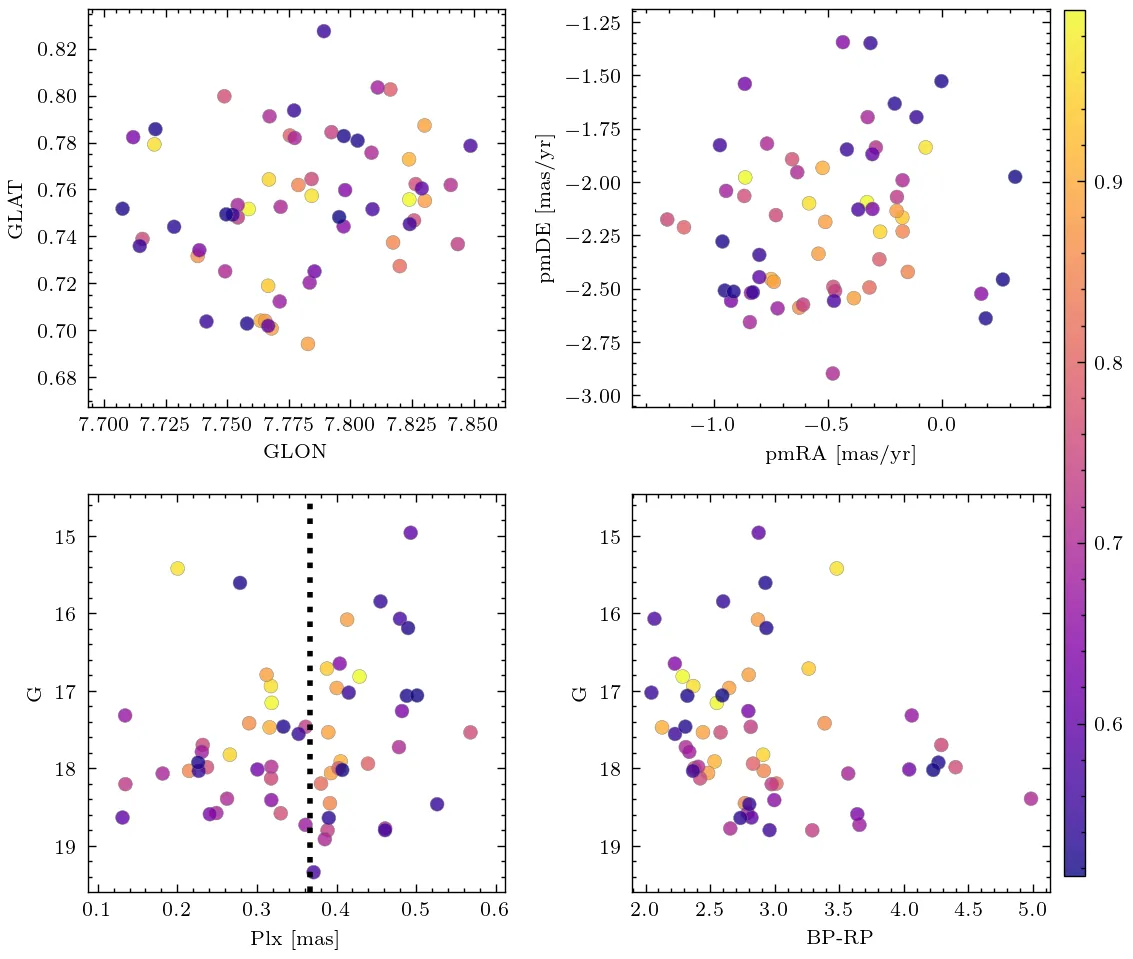 0.82
0.80
0.78
0.76
0.74
0.72
0.70
0.68
GLAT
7.700 7.725 7.750 7.775 7.800 7.825 7.850
GLON
−1.25
−1.50
−1.75
−2.00
−2.25
−2.50
−2.75
−3.00
pmDE [mas/yr]
−1.0 −0.5 0.0
pmRA [mas/yr]
0.9
0.8
0.7
0.6
15
16
17
18
19
G
0.1 0.2 0.3 0.4 0.5 0.6
Plx [mas]
15
16
17
18
19
G
2.0 2.5 3.0 3.5 4.0 4.5 5.0
BP-RP